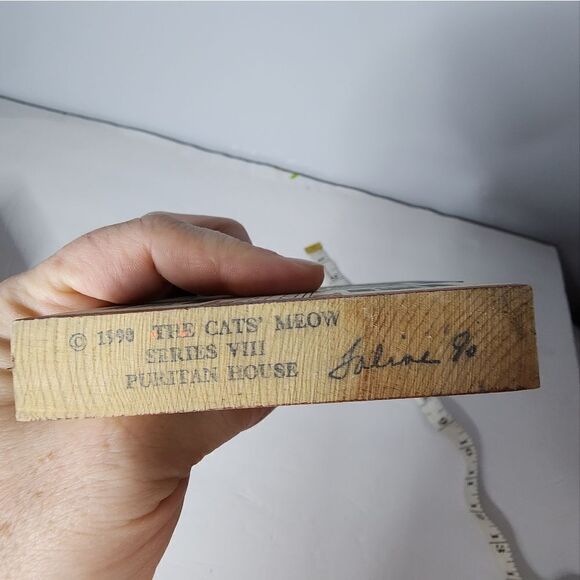 © 1990 THE CATS' MEOW
SERIES VIII
PURITAN HOUSE
Faline 90